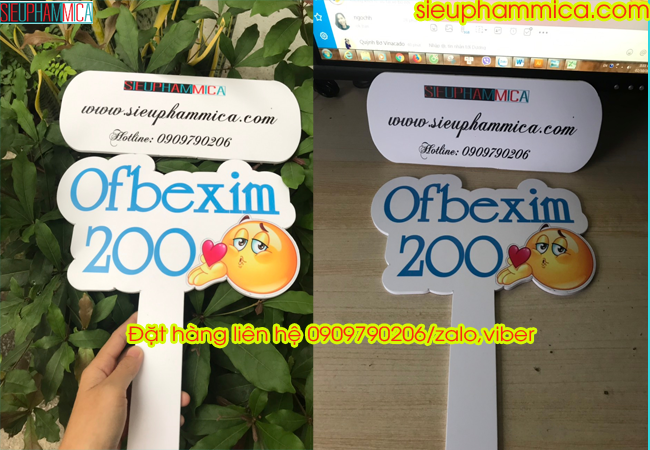 SIEUPHAMMICA
sieuphammica.com
SIEUPHAMMICA
www.sieuphammica.com
Hotline: 0909790206
Ofbexim
200
SIEUPHAMMICA
www.sieuphammica.com
Hotline: 0909790206
Ofbexim
200
Đặt hàng liên hệ 0909790206/zalo,viber